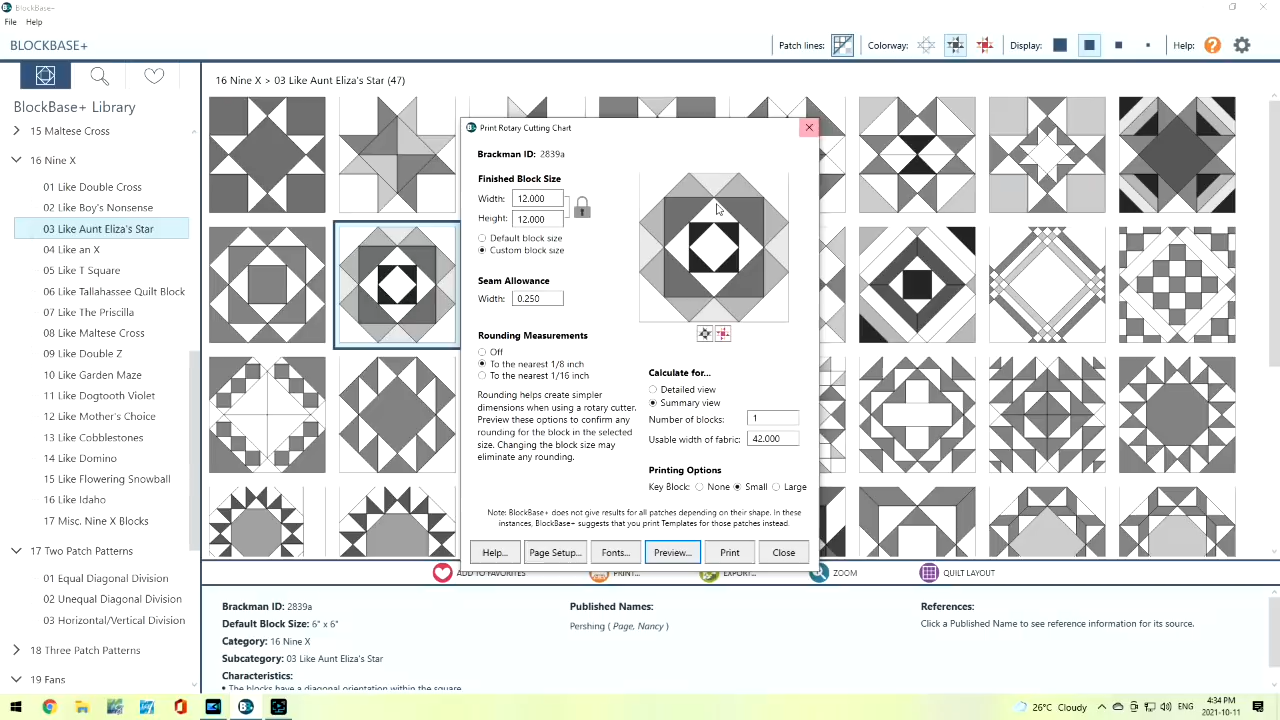 BlockBase+
File Help
BLOCKBASE+
Patch lines: Colorway: Display: Help:
16 Nine X > 03 Like Aunt Eliza's Star (47)
BlockBase+ Library
15 Maltese Cross
16 Nine X
01 Like Double Cross
02 Like Boy's Nonsense
03 Like Aunt Eliza's Star
04 Like an X
05 Like T Square
06 Like Tallahassee Quilt Block
07 Like The Priscilla
08 Like Maltese Cross
09 Like Double Z
10 Like Garden Maze
11 Like Dogtooth Violet
12 Like Mother's Choice
13 Like Cobblestones
14 Like Domino
15 Like Flowering Snowball
16 Like Idaho
17 Misc. Nine X Blocks
17 Two Patch Patterns
01 Equal Diagonal Division
02 Unequal Diagonal Division
03 Horizontal/Vertical Division
18 Three Patch Patterns
19 Fans
Print Rotary Cutting Chart
Brackman ID: 2839a
Finished Block Size
Width: 12.000
Height: 12.000
Default block size
Custom block size
Seam Allowance
Width: 0.250
Rounding Measurements
Off
To the nearest 1/8 inch
To the nearest 1/16 inch
Rounding helps create simpler
dimensions when using a rotary cutter.
Preview these options to confirm any
rounding for the block in the selected
size. Changing the block size may
eliminate any rounding.
Calculate for...
Detailed view
Summary view
Number of blocks: 1
Usable width of fabric: 42.000
Printing Options
Key Block: None Small Large
Note: BlockBase+ does not give results for all patches depending on their shape. In these
instances, BlockBase+ suggests that you print Templates for those patches instead.
Help... Page Setup... Fonts... Preview... Print Close
ADD TO FAVORITES PRINT... EXPORT... ZOOM QUILT LAYOUT
Brackman ID: 2839a
Default Block Size: 6" x 6"
Category: 16 Nine X
Subcategory: 03 Like Aunt Eliza's Star
Characteristics:
• The blocks have a diagonal orientation within the square
Published Names:
Pershing ( Page, Nancy )
References:
Click a Published Name to see reference information for its source.
26°C Cloudy
ENG
4:34 PM
2021-10-11